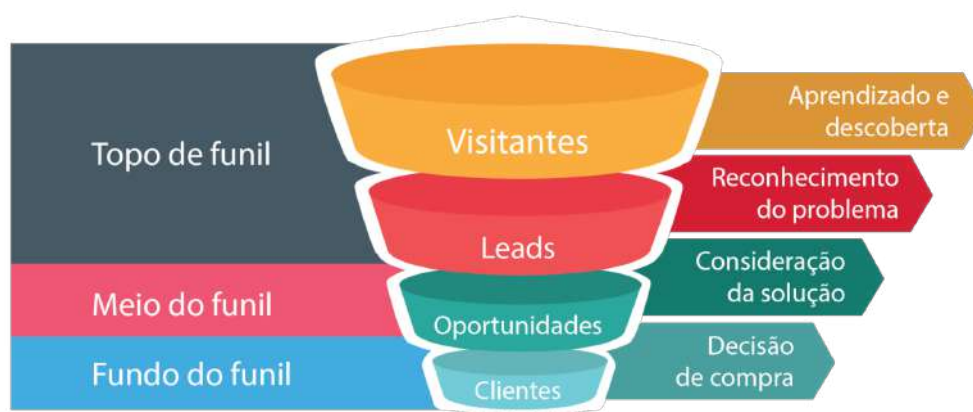 Topo de funil
Meio do funil
Fundo do funil
Visitantes
Leads
Oportunidades
Clientes
Aprendizado e
descoberta
Reconhecimento
do problema
Consideração
da solução
Decisão
de compra